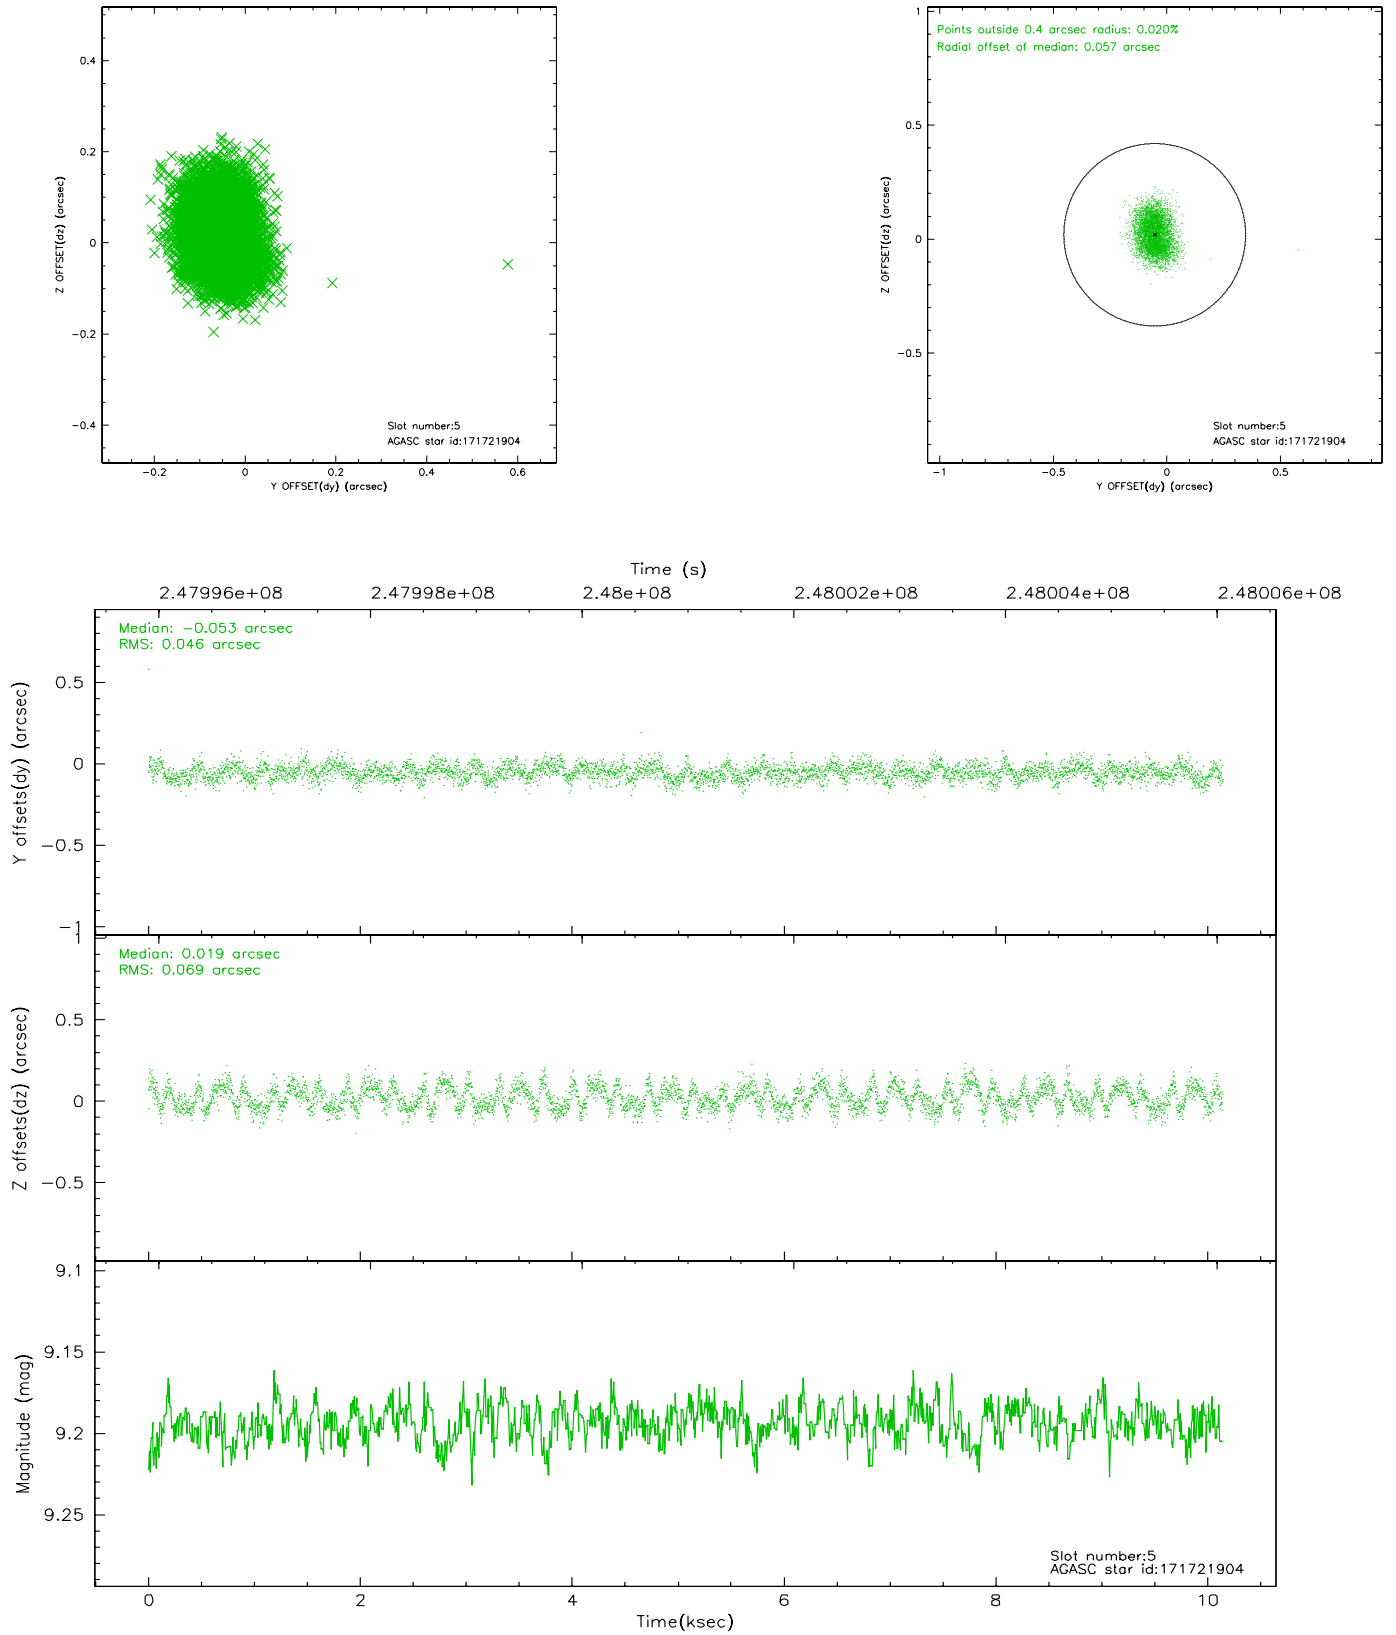 0.4
0.2
0
−0.2
−0.4
Z OFFSET(dz) (arcsec)
Slot number:5
AGASC star id:171721904
−0.2 0 0.2 0.4 0.6
Y OFFSET(dy) (arcsec)
Points outside 0.4 arcsec radius: 0.020%
Radial offset of median: 0.057 arcsec
1
0.5
0
−0.5
Z OFFSET(dz) (arcsec)
Slot number:5
AGASC star id:171721904
−1 −0.5 0 0.5
Y OFFSET(dy) (arcsec)
Time (s)
2.47996e+08 2.47998e+08 2.48e+08 2.48002e+08 2.48004e+08 2.48006e+08
Median: −0.053 arcsec
RMS: 0.046 arcsec
0.5
0
−0.5
−1
Y offsets(dy) (arcsec)
Median: 0.019 arcsec
RMS: 0.069 arcsec
1
0.5
0
−0.5
Z offsets(dz) (arcsec)
9.1
9.15
9.2
9.25
Magnitude (mag)
Slot number:5
AGASC star id:171721904
0 2 4 6 8 10
Time(ksec)